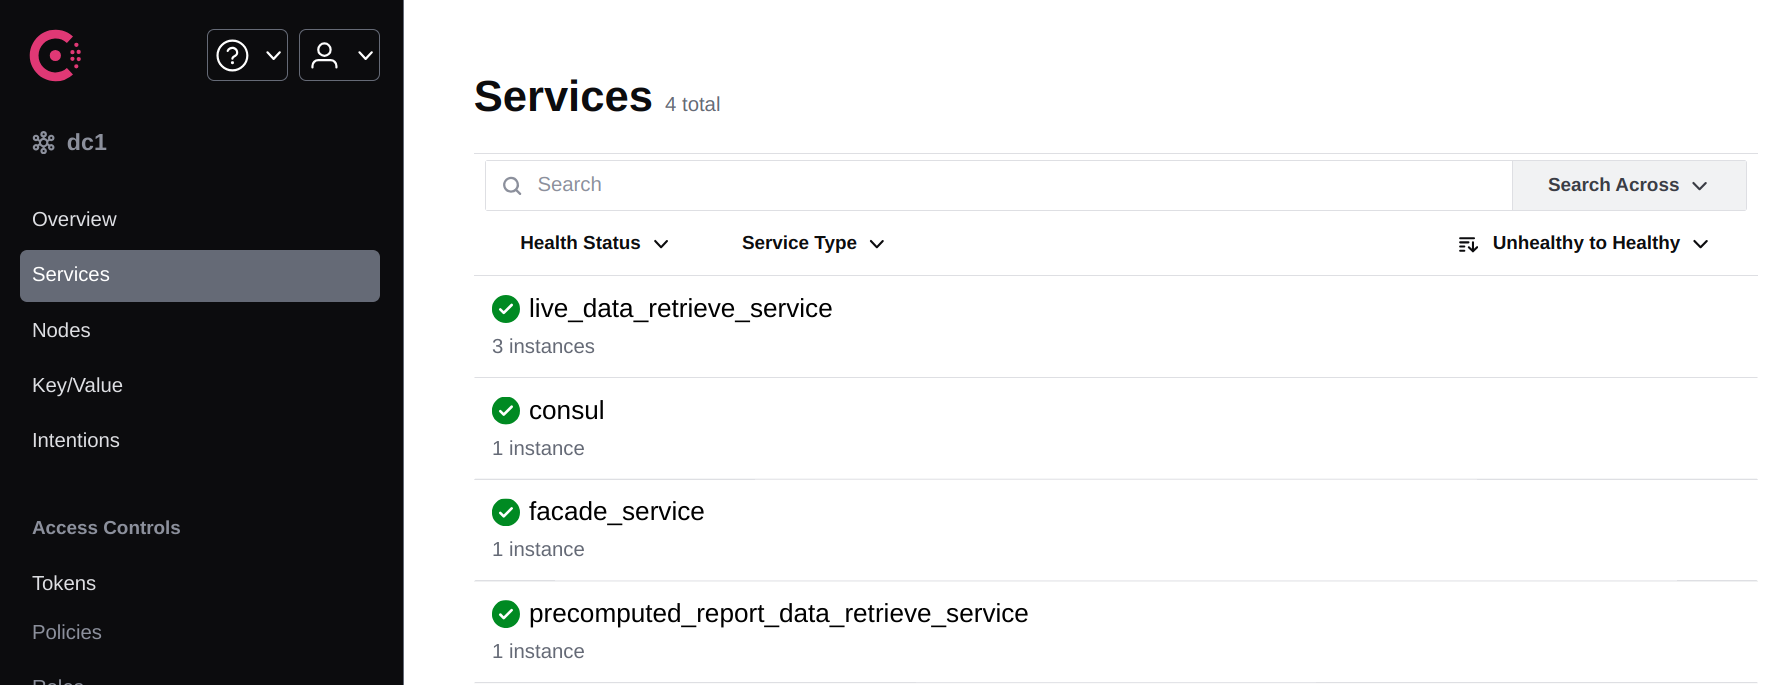 dc1
Overview
Services
Nodes
Key/Value
Intentions
Access Controls
Tokens
Policies
Roles
Services 4 total
Search
Search Across
Health Status Service Type Unhealthy to Healthy
live_data_retrieve_service
3 instances
consul
1 instance
facade_service
1 instance
precomputed_report_data_retrieve_service
1 instance